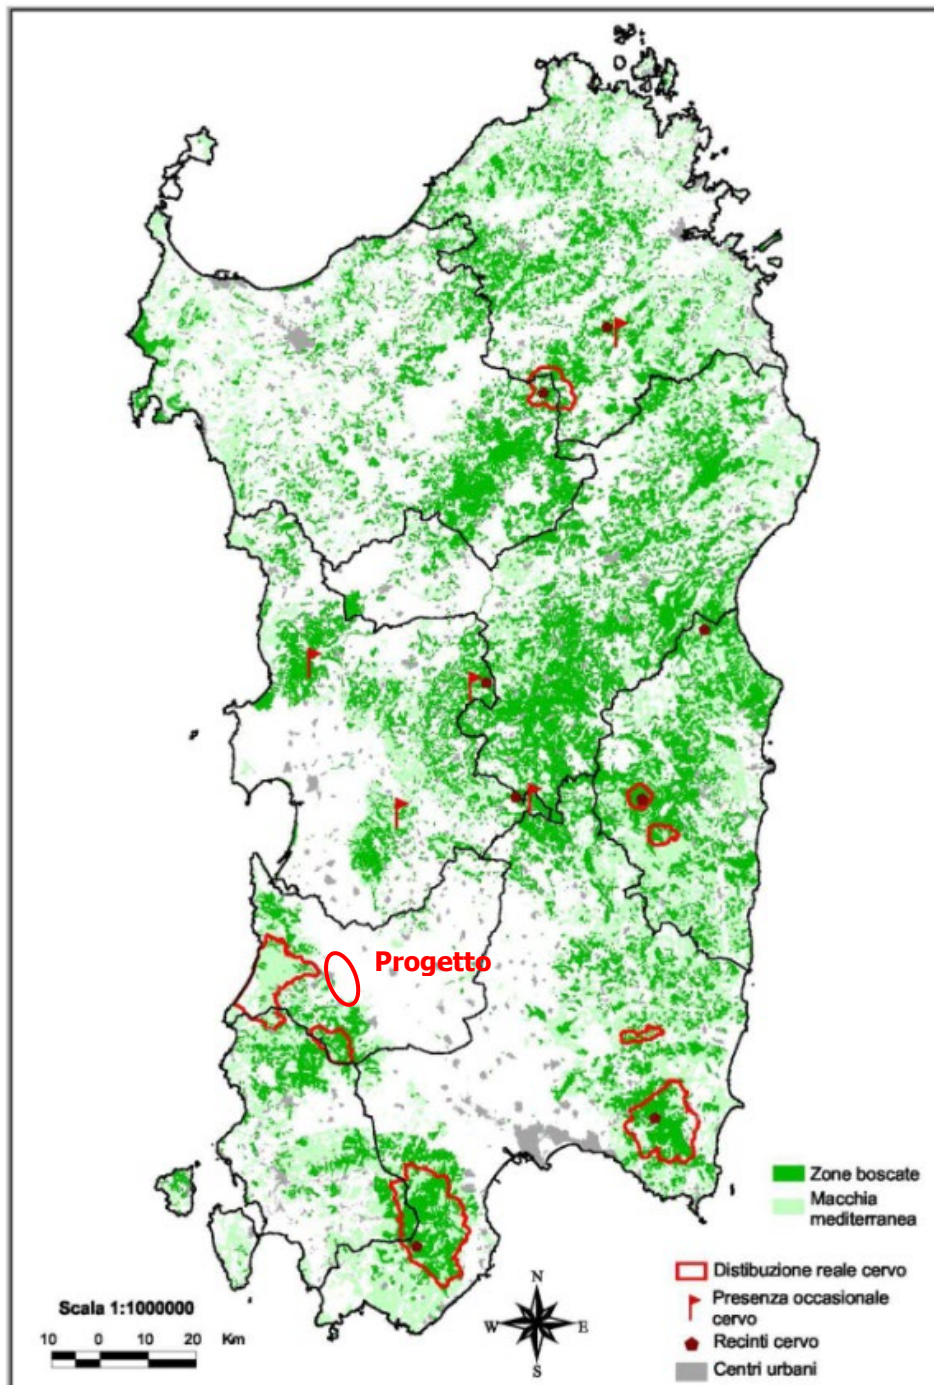 Progetto
Zone boscate
Macchia
mediterranea
Distibuzione reale cervo
Presenza occasionale
cervo
Recinti cervo
Centri urbani
N
W
E
S
Scala 1:1000000
10 0 10 20 Km